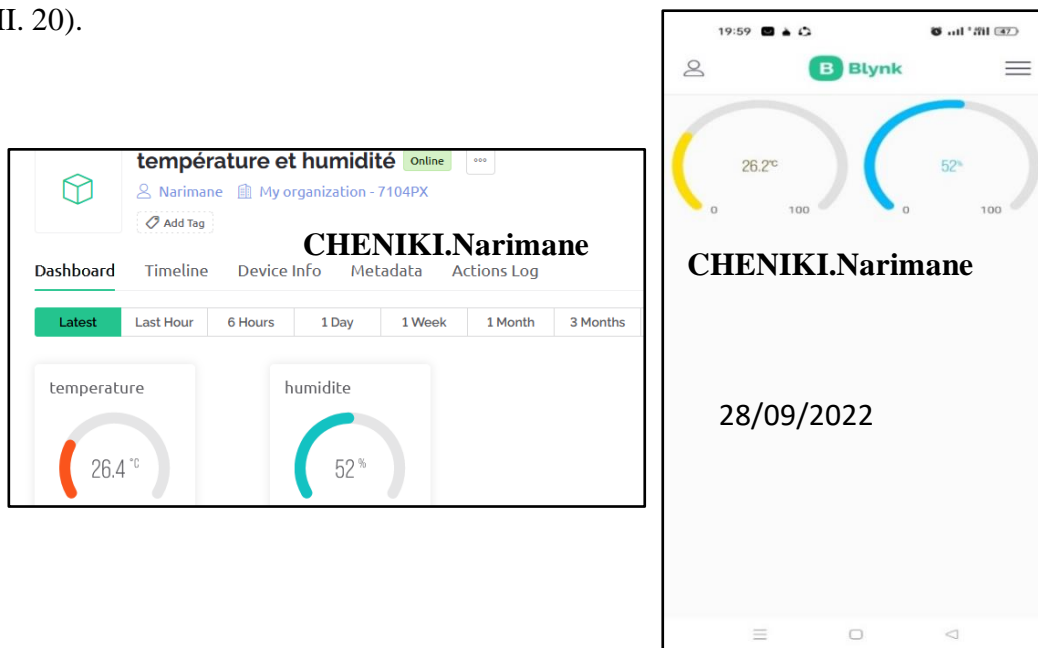 II. 20).
température et humidité Online
Narimane My organization - 7104PX
Add Tag
CHENIKI.Narimane
Dashboard Timeline Device Info Metadata Actions Log
Latest Last Hour 6 Hours 1 Day 1 Week 1 Month 3 Months
temperature humidite
26.4 °C 52 %
19:59 47
B Blynk
26.2°C 52%
0 100 0 100
CHENIKI.Narimane
28/09/2022